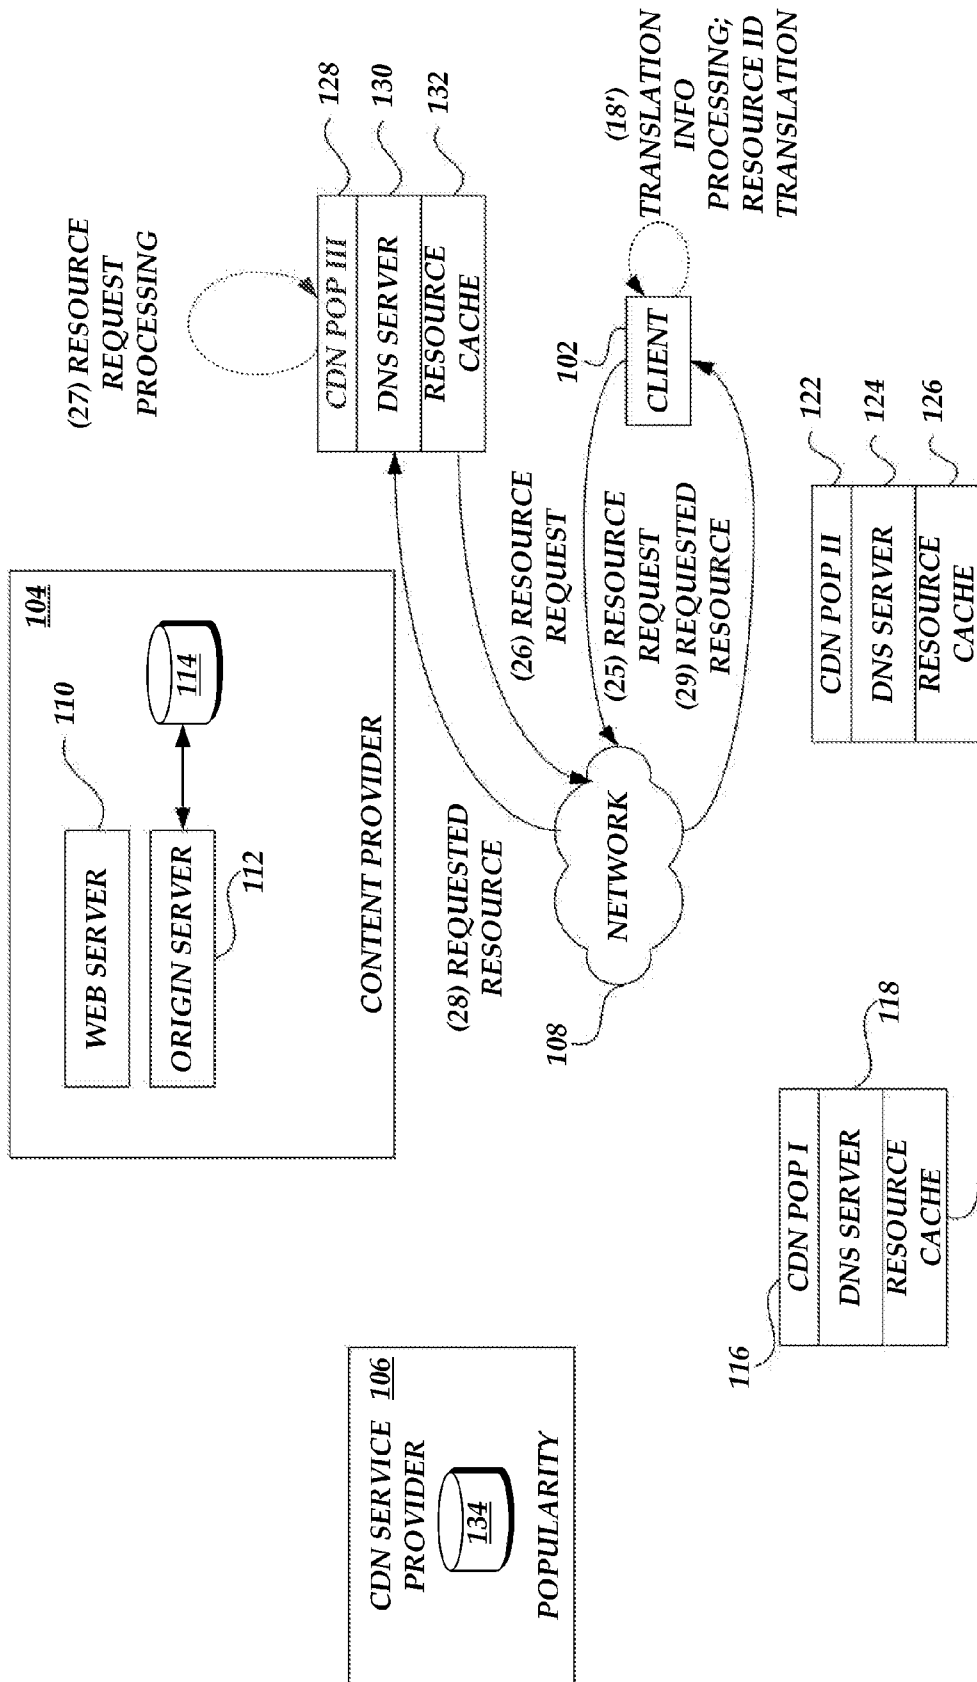 104
110
WEB SERVER
ORIGIN SERVER
112
114
CONTENT PROVIDER
(27) RESOURCE
REQUEST
PROCESSING
CDN POP III
DNS SERVER
RESOURCE
CACHE
128
130
132
CDN SERVICE
PROVIDER
106
134
POPULARITY
(28) REQUESTED
RESOURCE
(26) RESOURCE
REQUEST
108
NETWORK
(25) RESOURCE
REQUEST
(29) REQUESTED
RESOURCE
102
CLIENT
(18')
TRANSLATION
INFO
PROCESSING;
RESOURCE ID
TRANSLATION
116
CDN POP I
DNS SERVER
RESOURCE
CACHE
118
CDN POP II
DNS SERVER
RESOURCE
CACHE
122
124
126